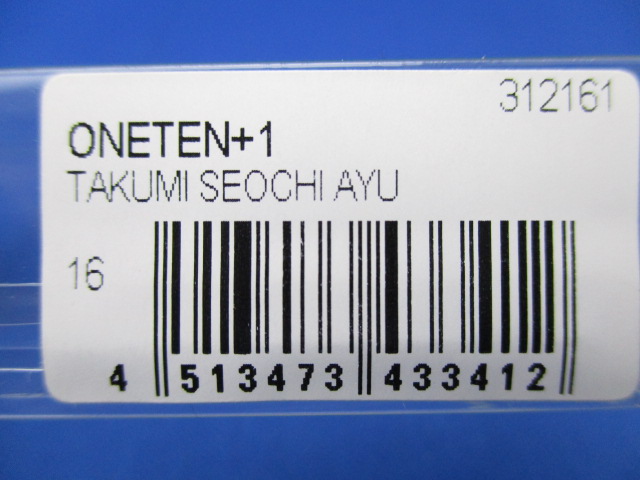 312161
ONETEN+1
TAKUMI SEOCHI AYU
16
4 513473 433412